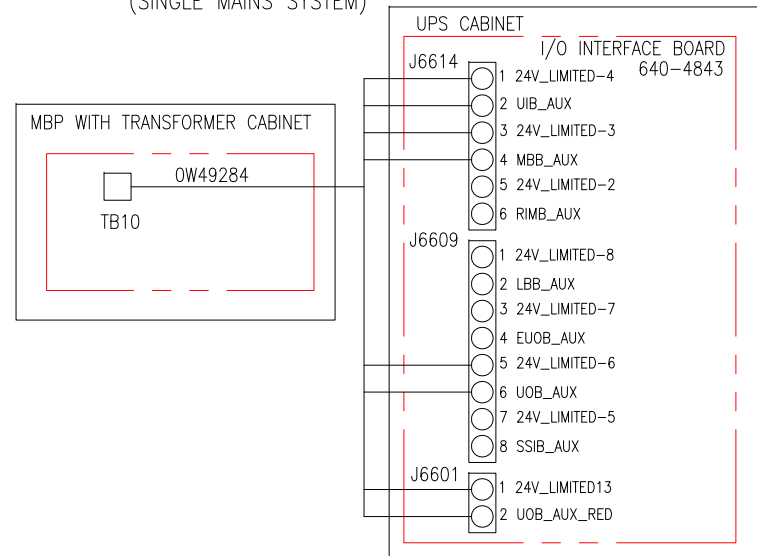 (SINGLE MAINS SYSTEM)
UPS CABINET
I/O INTERFACE BOARD
640-4843
J6614
1 24V_LIMITED-4
2 UIB_AUX
3 24V_LIMITED-3
4 MBB_AUX
5 24V_LIMITED-2
6 RIMB_AUX
MBP WITH TRANSFORMER CABINET
0W49284
TB10
J6609
1 24V_LIMITED-8
2 LBB_AUX
3 24V_LIMITED-7
4 EUOB_AUX
5 24V_LIMITED-6
6 UOB_AUX
7 24V_LIMITED-5
8 SSIB_AUX
J6601
1 24V_LIMITED13
2 UOB_AUX_RED